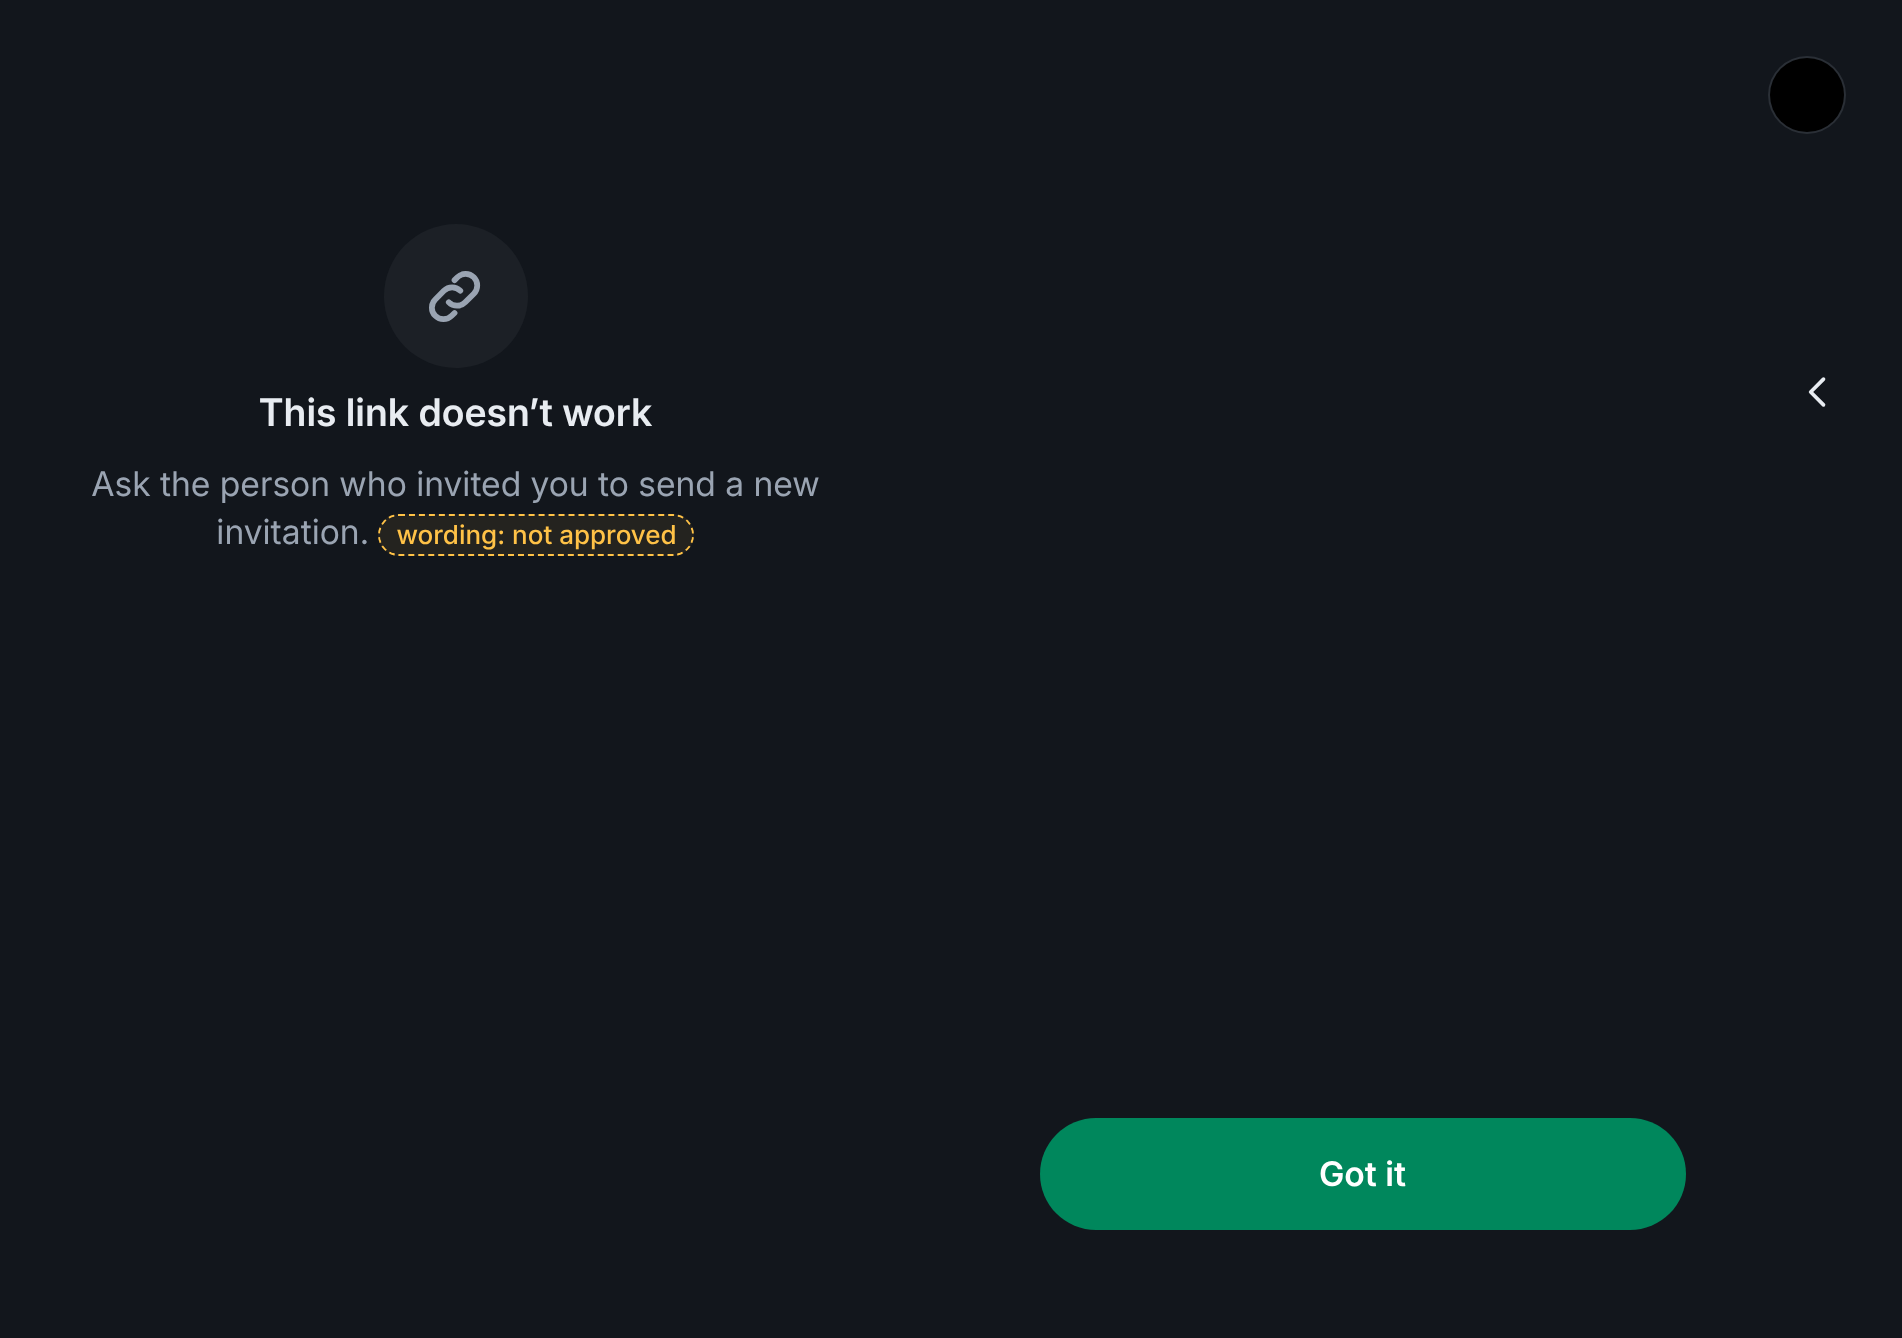 This link doesn’t work
Ask the person who invited you to send a new
invitation. wording: not approved
Got it